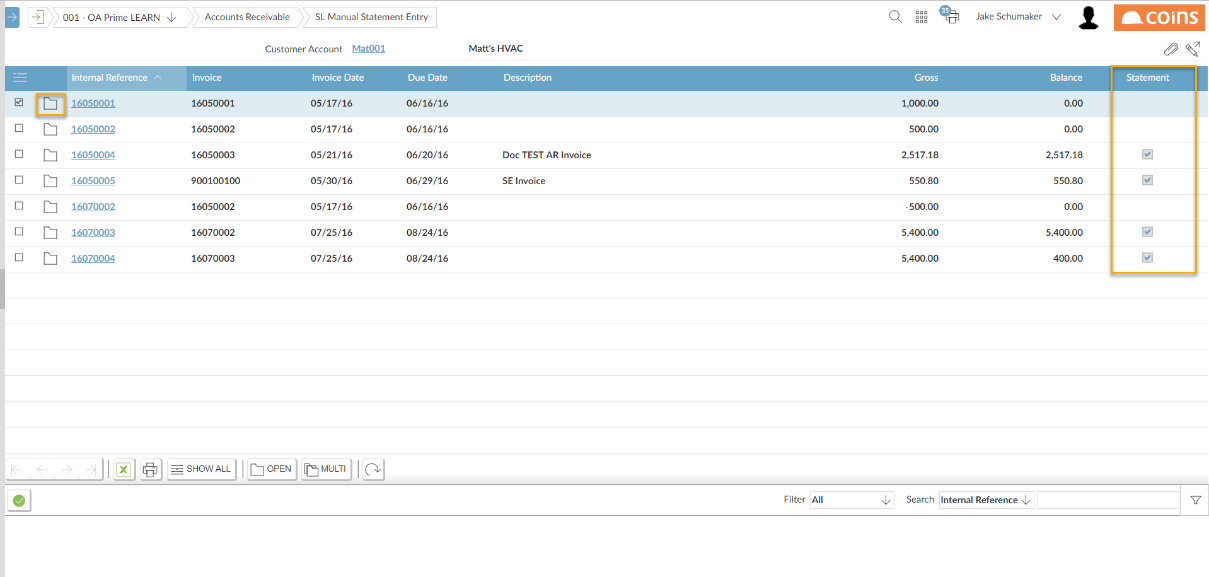 001 - OA Prime LEARN Accounts Receivable SL Manual Statement Entry 35 Jake Schumaker coins
Customer Account Mat001 Matt's HVAC
Internal Reference Invoice Invoice Date Due Date Description Gross Balance Statement
16050001 16050001 05/17/16 06/16/16 1,000.00 0.00
16050002 16050002 05/17/16 06/16/16 500.00 0.00
16050004 16050003 05/21/16 06/20/16 Doc TEST AR Invoice 2,517.18 2,517.18
16050005 900100100 05/30/16 06/29/16 SE Invoice 550.80 550.80
16070002 16050002 05/17/16 06/16/16 -500.00 0.00
16070003 16070002 07/25/16 08/24/16 5,400.00 5,400.00
16070004 16070003 07/25/16 08/24/16 5,400.00 400.00
X SHOW ALL OPEN MULTI
Filter All Search Internal Reference